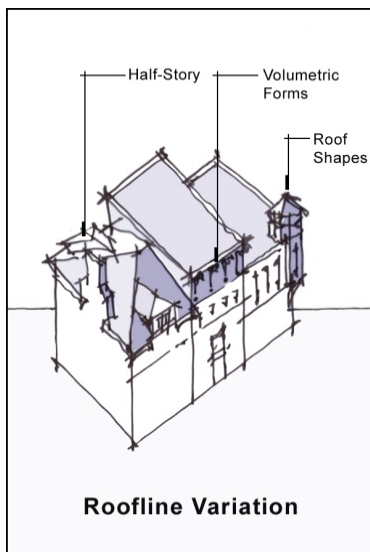 Half-Story
Volumetric
Forms
Roof
Shapes
Roofline Variation